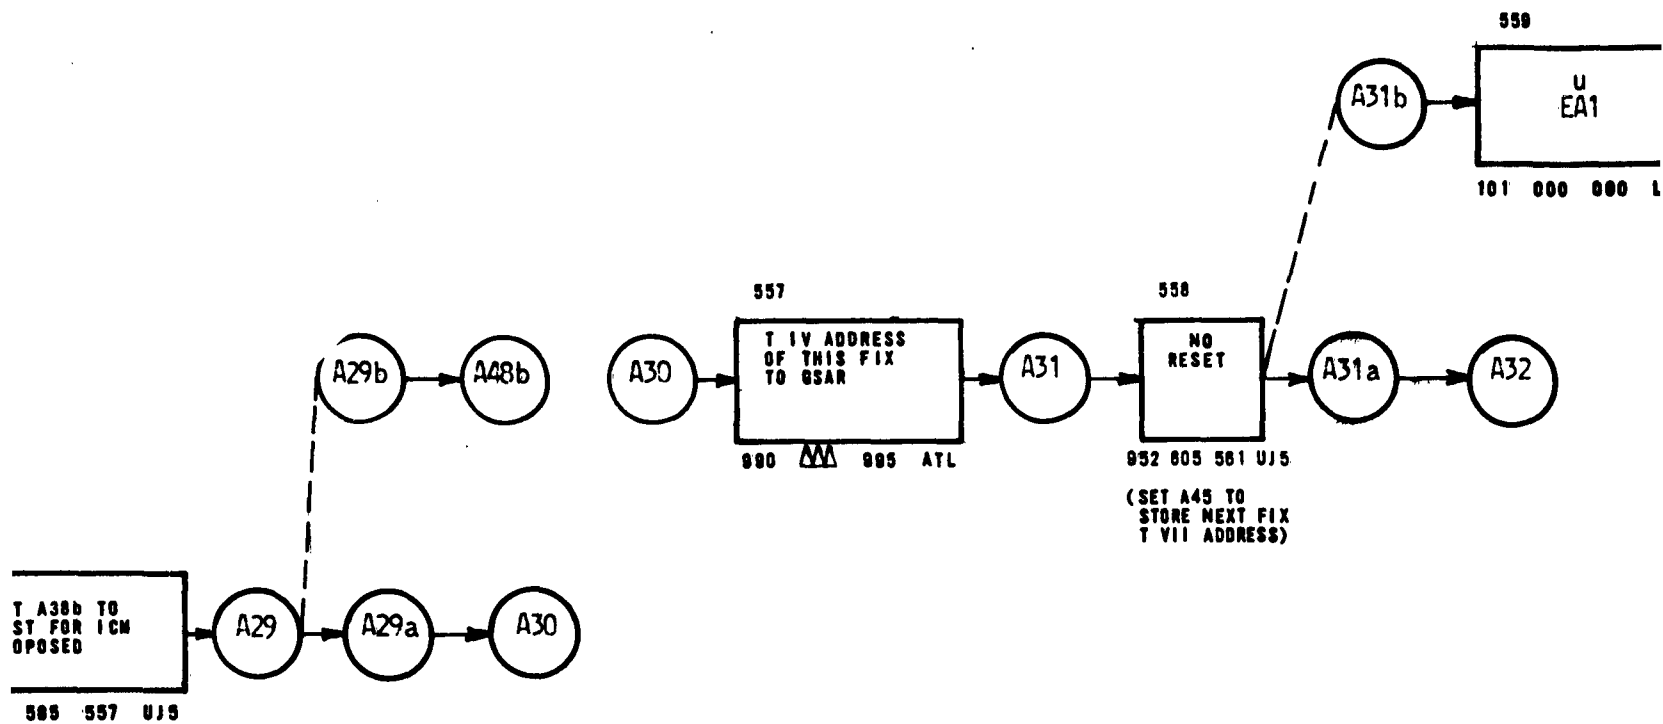 559
A31b
u
EA1
101 000 000 L
557
558
A29b
A48b
A30
T IV ADDRESS
OF THIS FIX
TO GSAR
A31
NO
RESET
A31a
A32
990 ΔΔΔ 995 ATL
952 605 561 UJ5
(SET A45 TO
STORE NEXT FIX
T VII ADDRESS)
T A38b TO
ST FOR ICM
OPOSED
A29
A29a
A30
585 557 UJ5